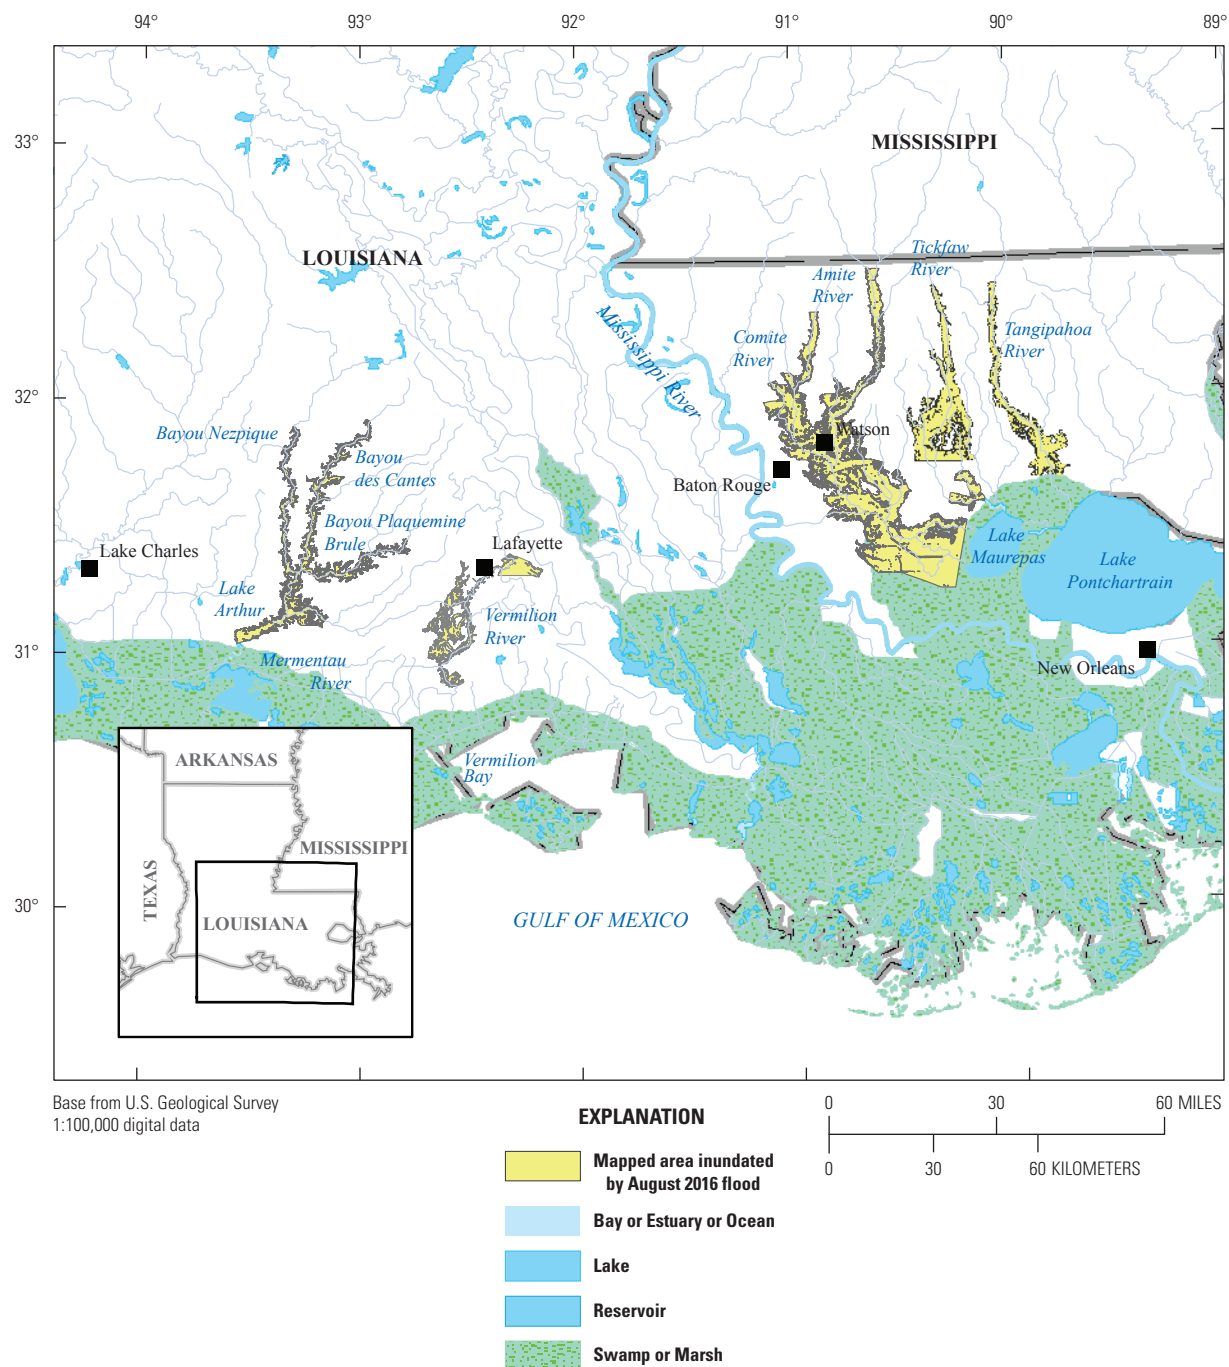 94°
93°
92°
91°
90°
89°
33°
32°
31°
30°
MISSISSIPPI
LOUISIANA
Tickfaw
River
Amite
River
Mississippi River
Comite
River
Tangipahoa
River
Bayou Nezpique
Bayou
des Cantes
Watson
Baton Rouge
Bayou Plaquemine
Brule
Lafayette
Lake Charles
Lake
Maurepas
Lake
Pontchartrain
Lake
Arthur
Vermilion
River
Mermentau
River
New Orleans
Vermilion
Bay
GULF OF MEXICO
ARKANSAS
MISSISSIPPI
TEXAS
LOUISIANA
Base from U.S. Geological Survey
1:100,000 digital data
EXPLANATION
Mapped area inundated
by August 2016 flood
Bay or Estuary or Ocean
Lake
Reservoir
Swamp or Marsh
0 30 60 MILES
0 30 60 KILOMETERS